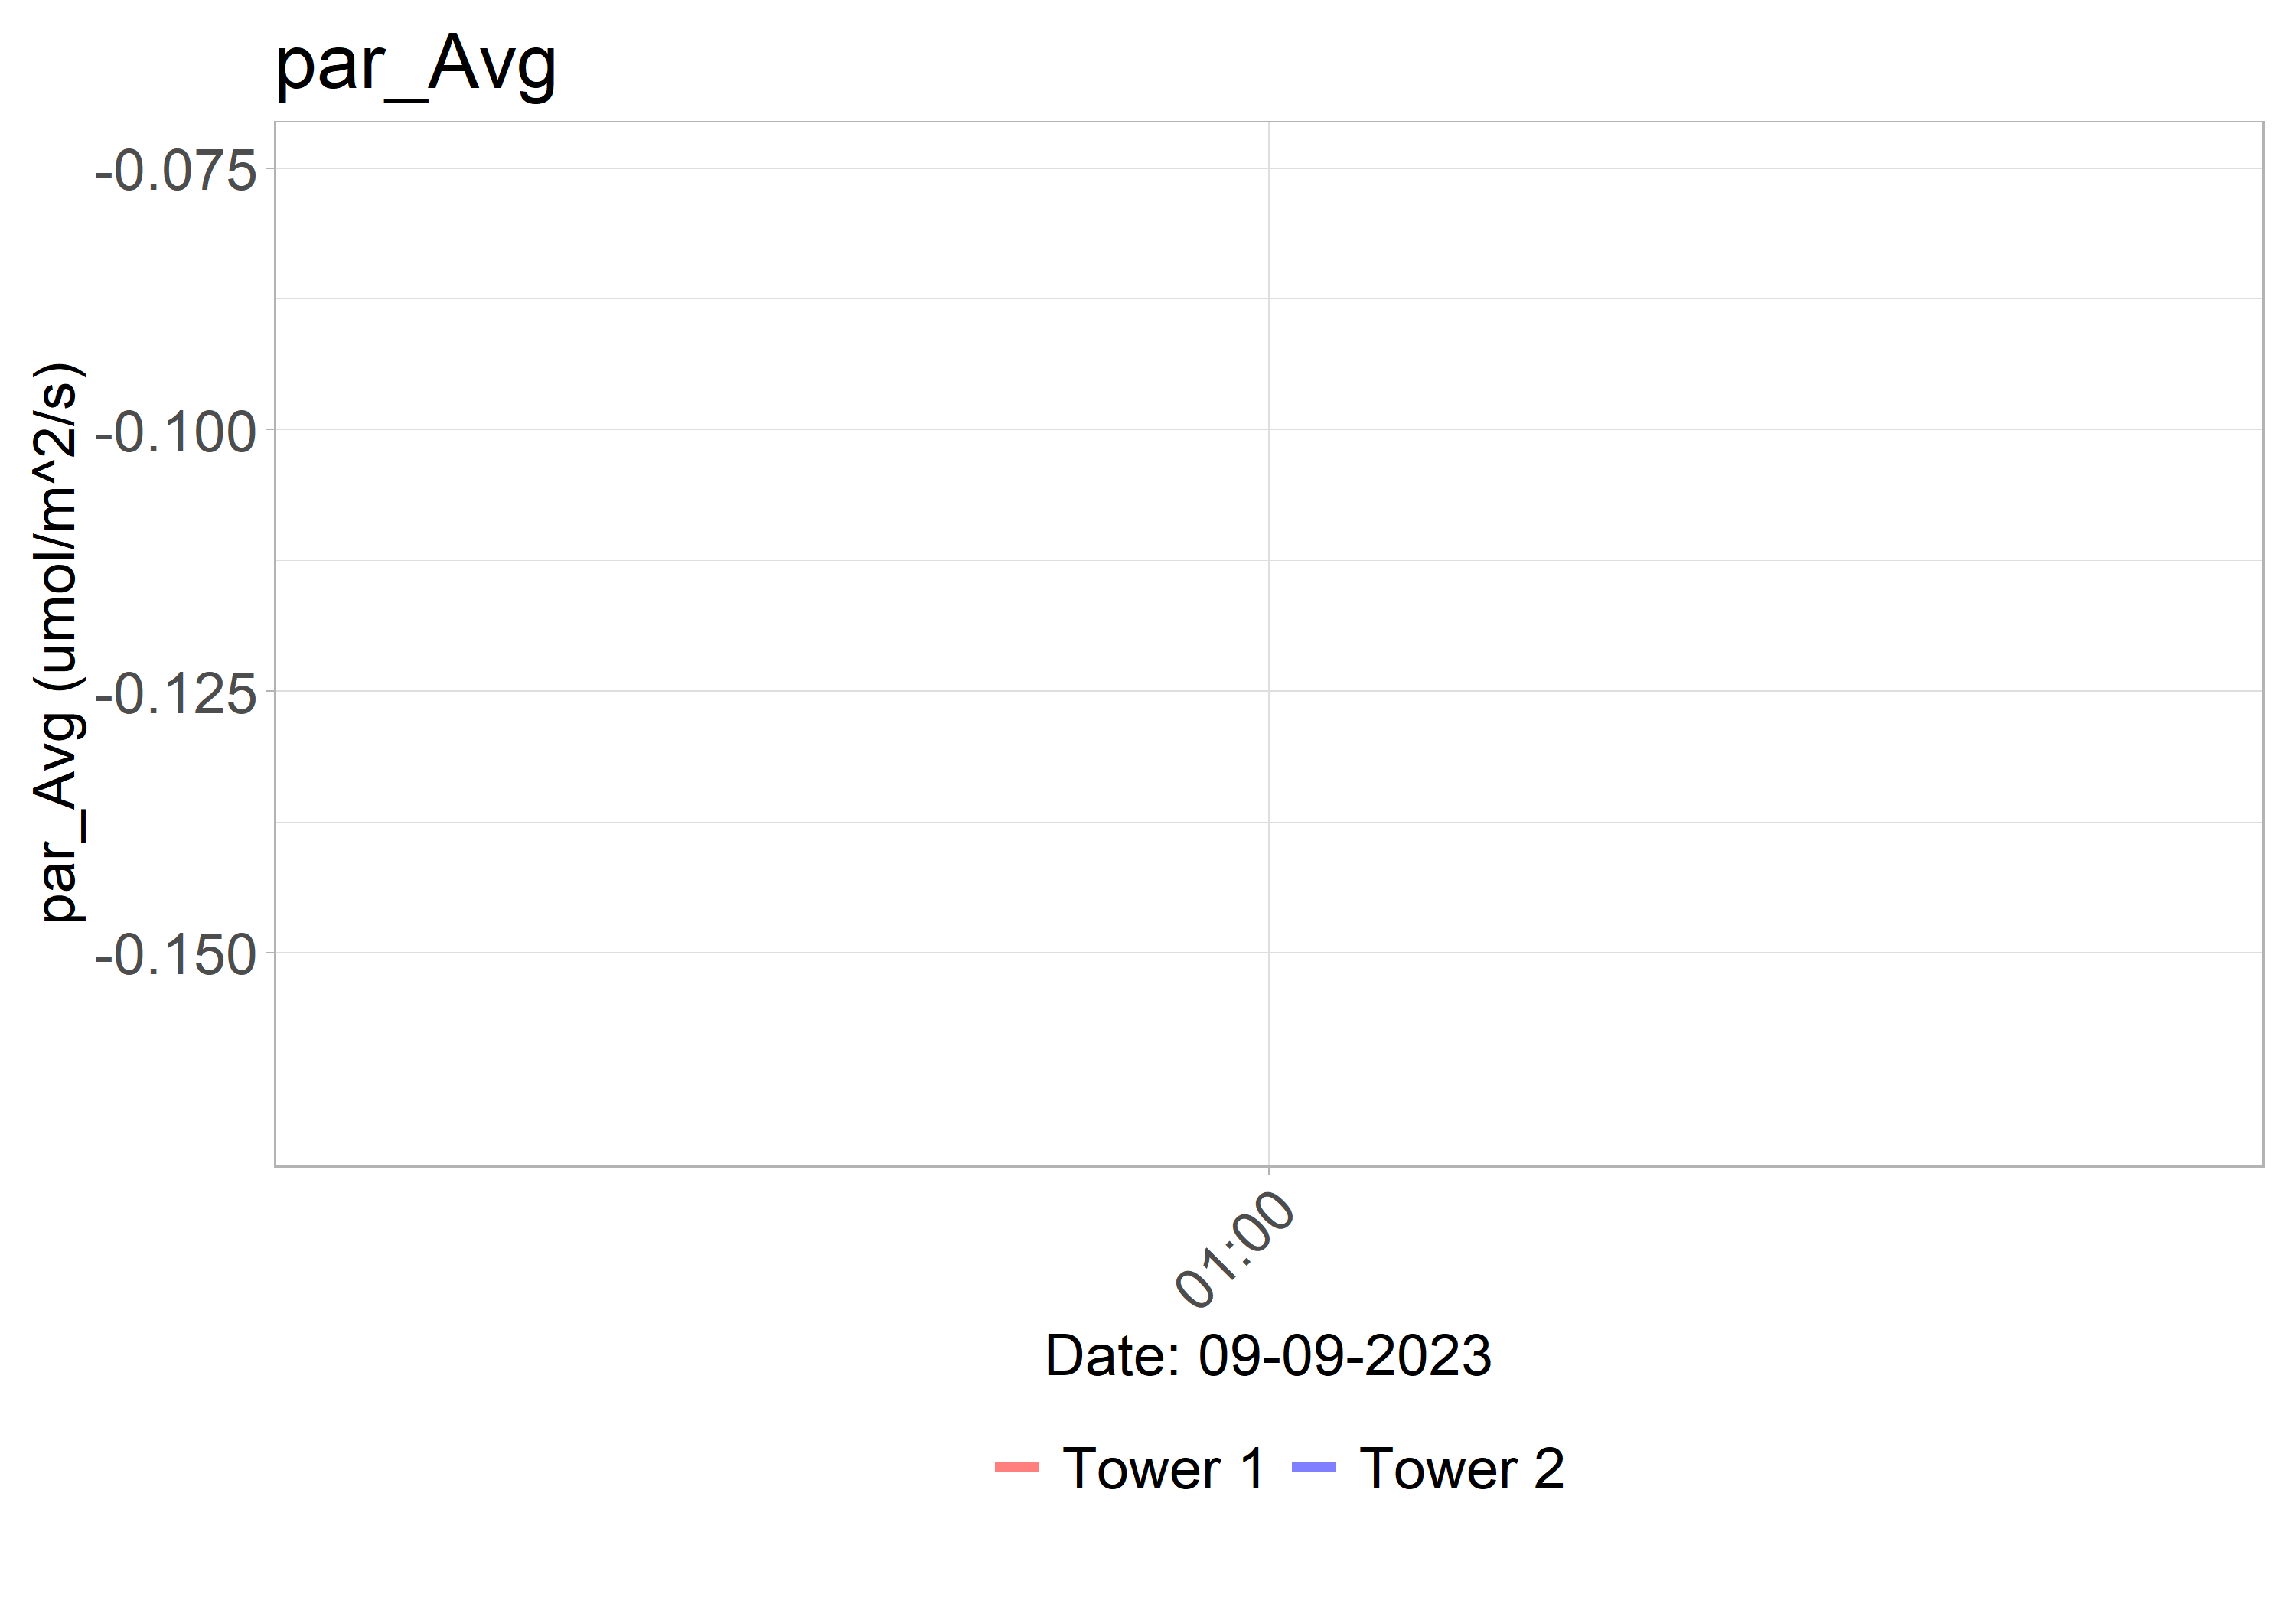 par_Avg
par_Avg (umol/m^2/s)
-0.075
-0.100
-0.125
-0.150
01:00
Date: 09-09-2023
Tower 1
Tower 2